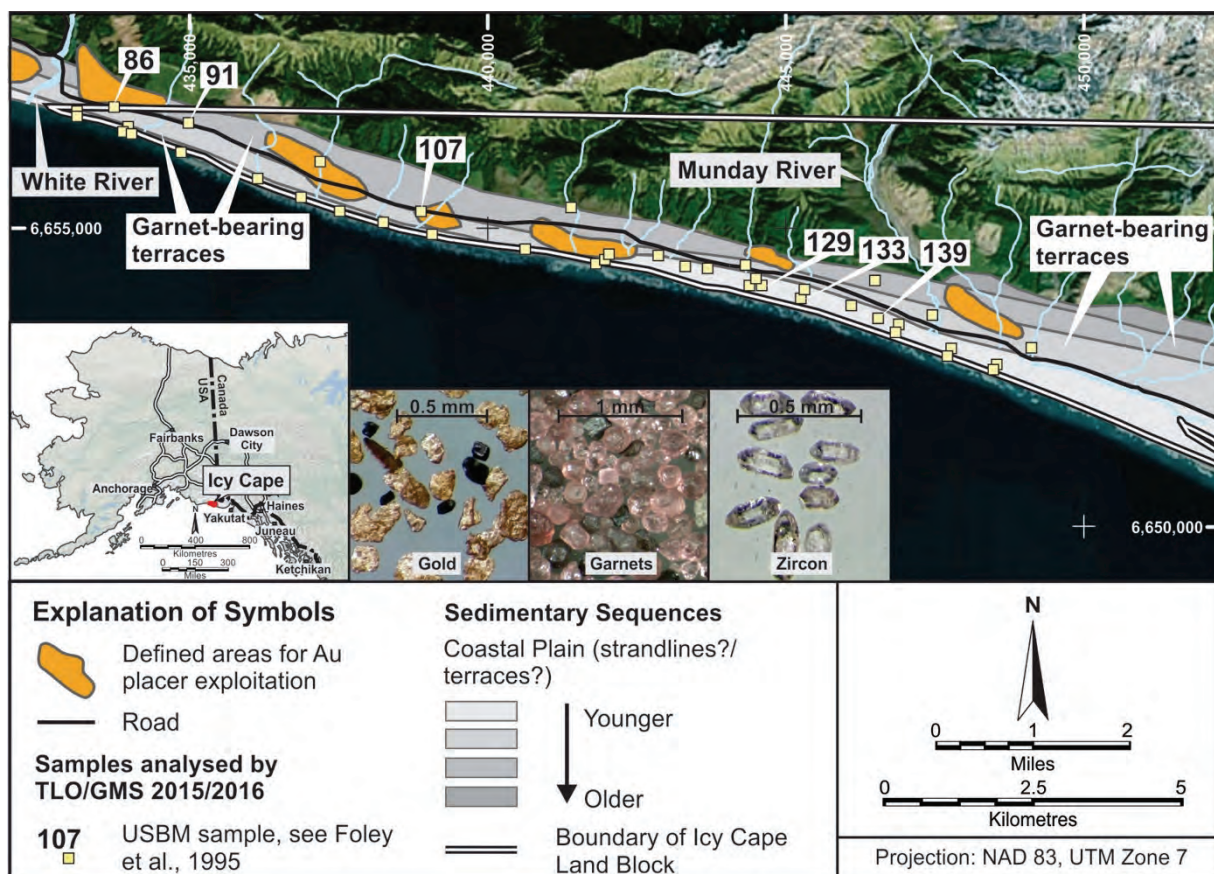 435,000
440,000
445,000
450,000
86
91
107
White River
Munday River
6,655,000
Garnet-bearing
terraces
129
133
139
Garnet-bearing
terraces
6,650,000
Canada
USA
Fairbanks
Dawson
City
Icy Cape
Anchorage
Haines
Yakutat
Juneau
N
0 400 800
Kilometres
0 150 300
Miles
Ketchikan
0.5 mm
Gold
1 mm
Garnets
0.5 mm
Zircon
Explanation of Symbols
Defined areas for Au
placer exploitation
Road
Samples analysed by
TLO/GMS 2015/2016
107
USBM sample, see Foley
et al., 1995
Sedimentary Sequences
Coastal Plain (strandlines?/
terraces?)
Younger
Older
Boundary of Icy Cape
Land Block
N
0 1 2
Miles
0 2.5 5
Kilometres
Projection: NAD 83, UTM Zone 7